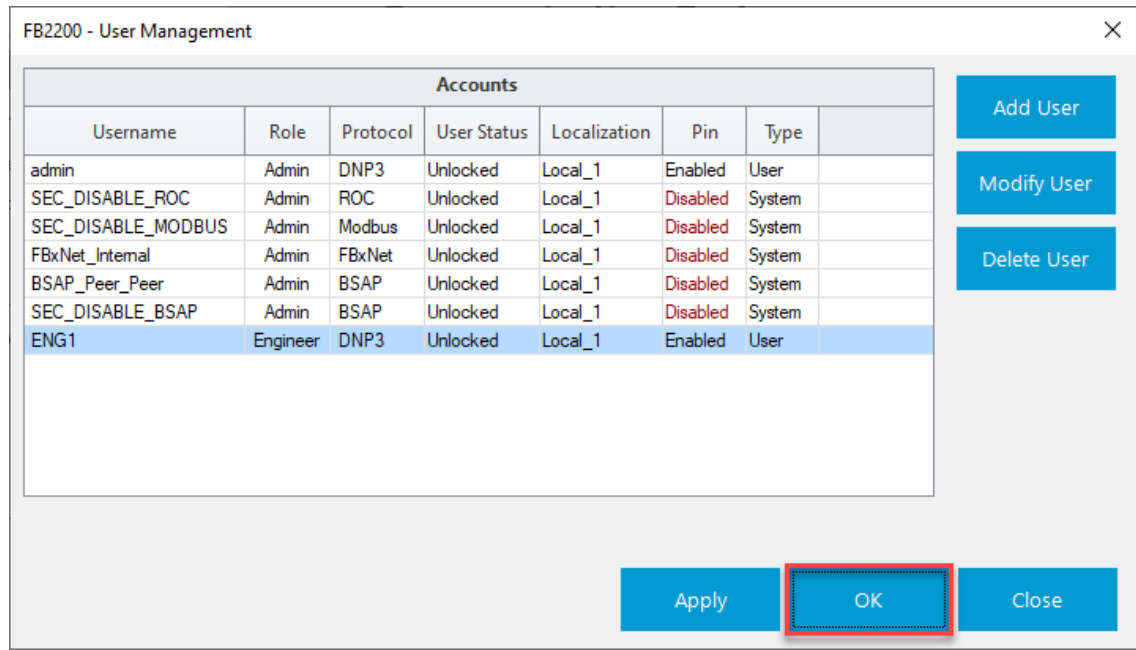 FB2200 - User Management
Accounts
Username Role Protocol User Status Localization Pin Type
admin Admin DNP3 Unlocked Local_1 Enabled User
SEC_DISABLE_ROC Admin ROC Unlocked Local_1 Disabled System
SEC_DISABLE_MODBUS Admin Modbus Unlocked Local_1 Disabled System
FBxNet_Internal Admin FBxNet Unlocked Local_1 Disabled System
BSAP_Peer_Peer Admin BSAP Unlocked Local_1 Disabled System
SEC_DISABLE_BSAP Admin BSAP Unlocked Local_1 Disabled System
ENG1 Engineer DNP3 Unlocked Local_1 Enabled User
Add User
Modify User
Delete User
Apply OK Close